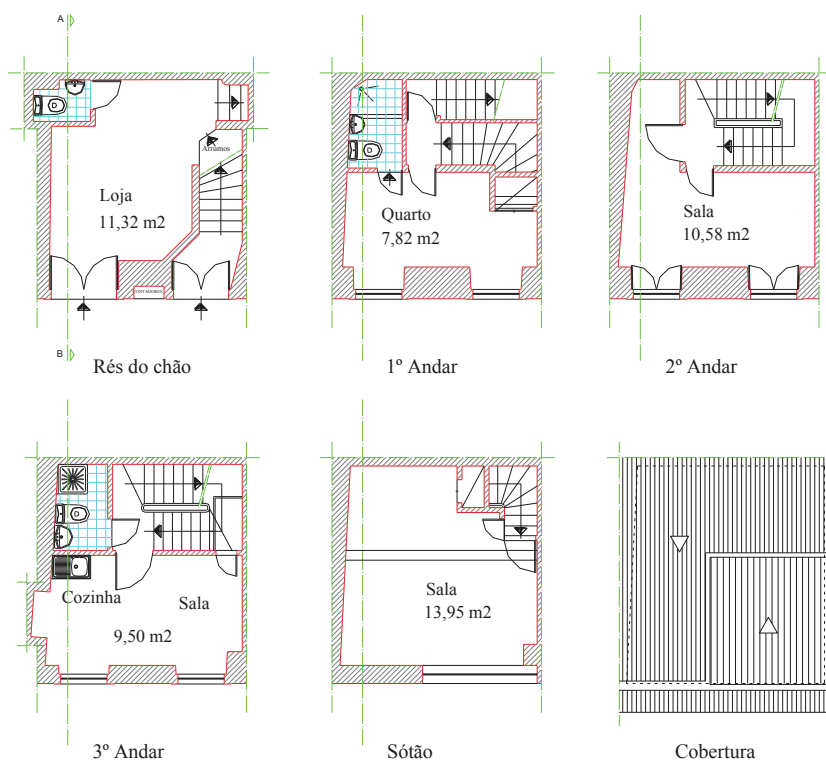 A
Arrumos
Loja
11,32 m2
CONTADORES
B
Rés do chão
Quarto
7,82 m2
1º Andar
Sala
10,58 m2
2º Andar
Cozinha
Sala
9,50 m2
3º Andar
Sala
13,95 m2
Sótão
Cobertura